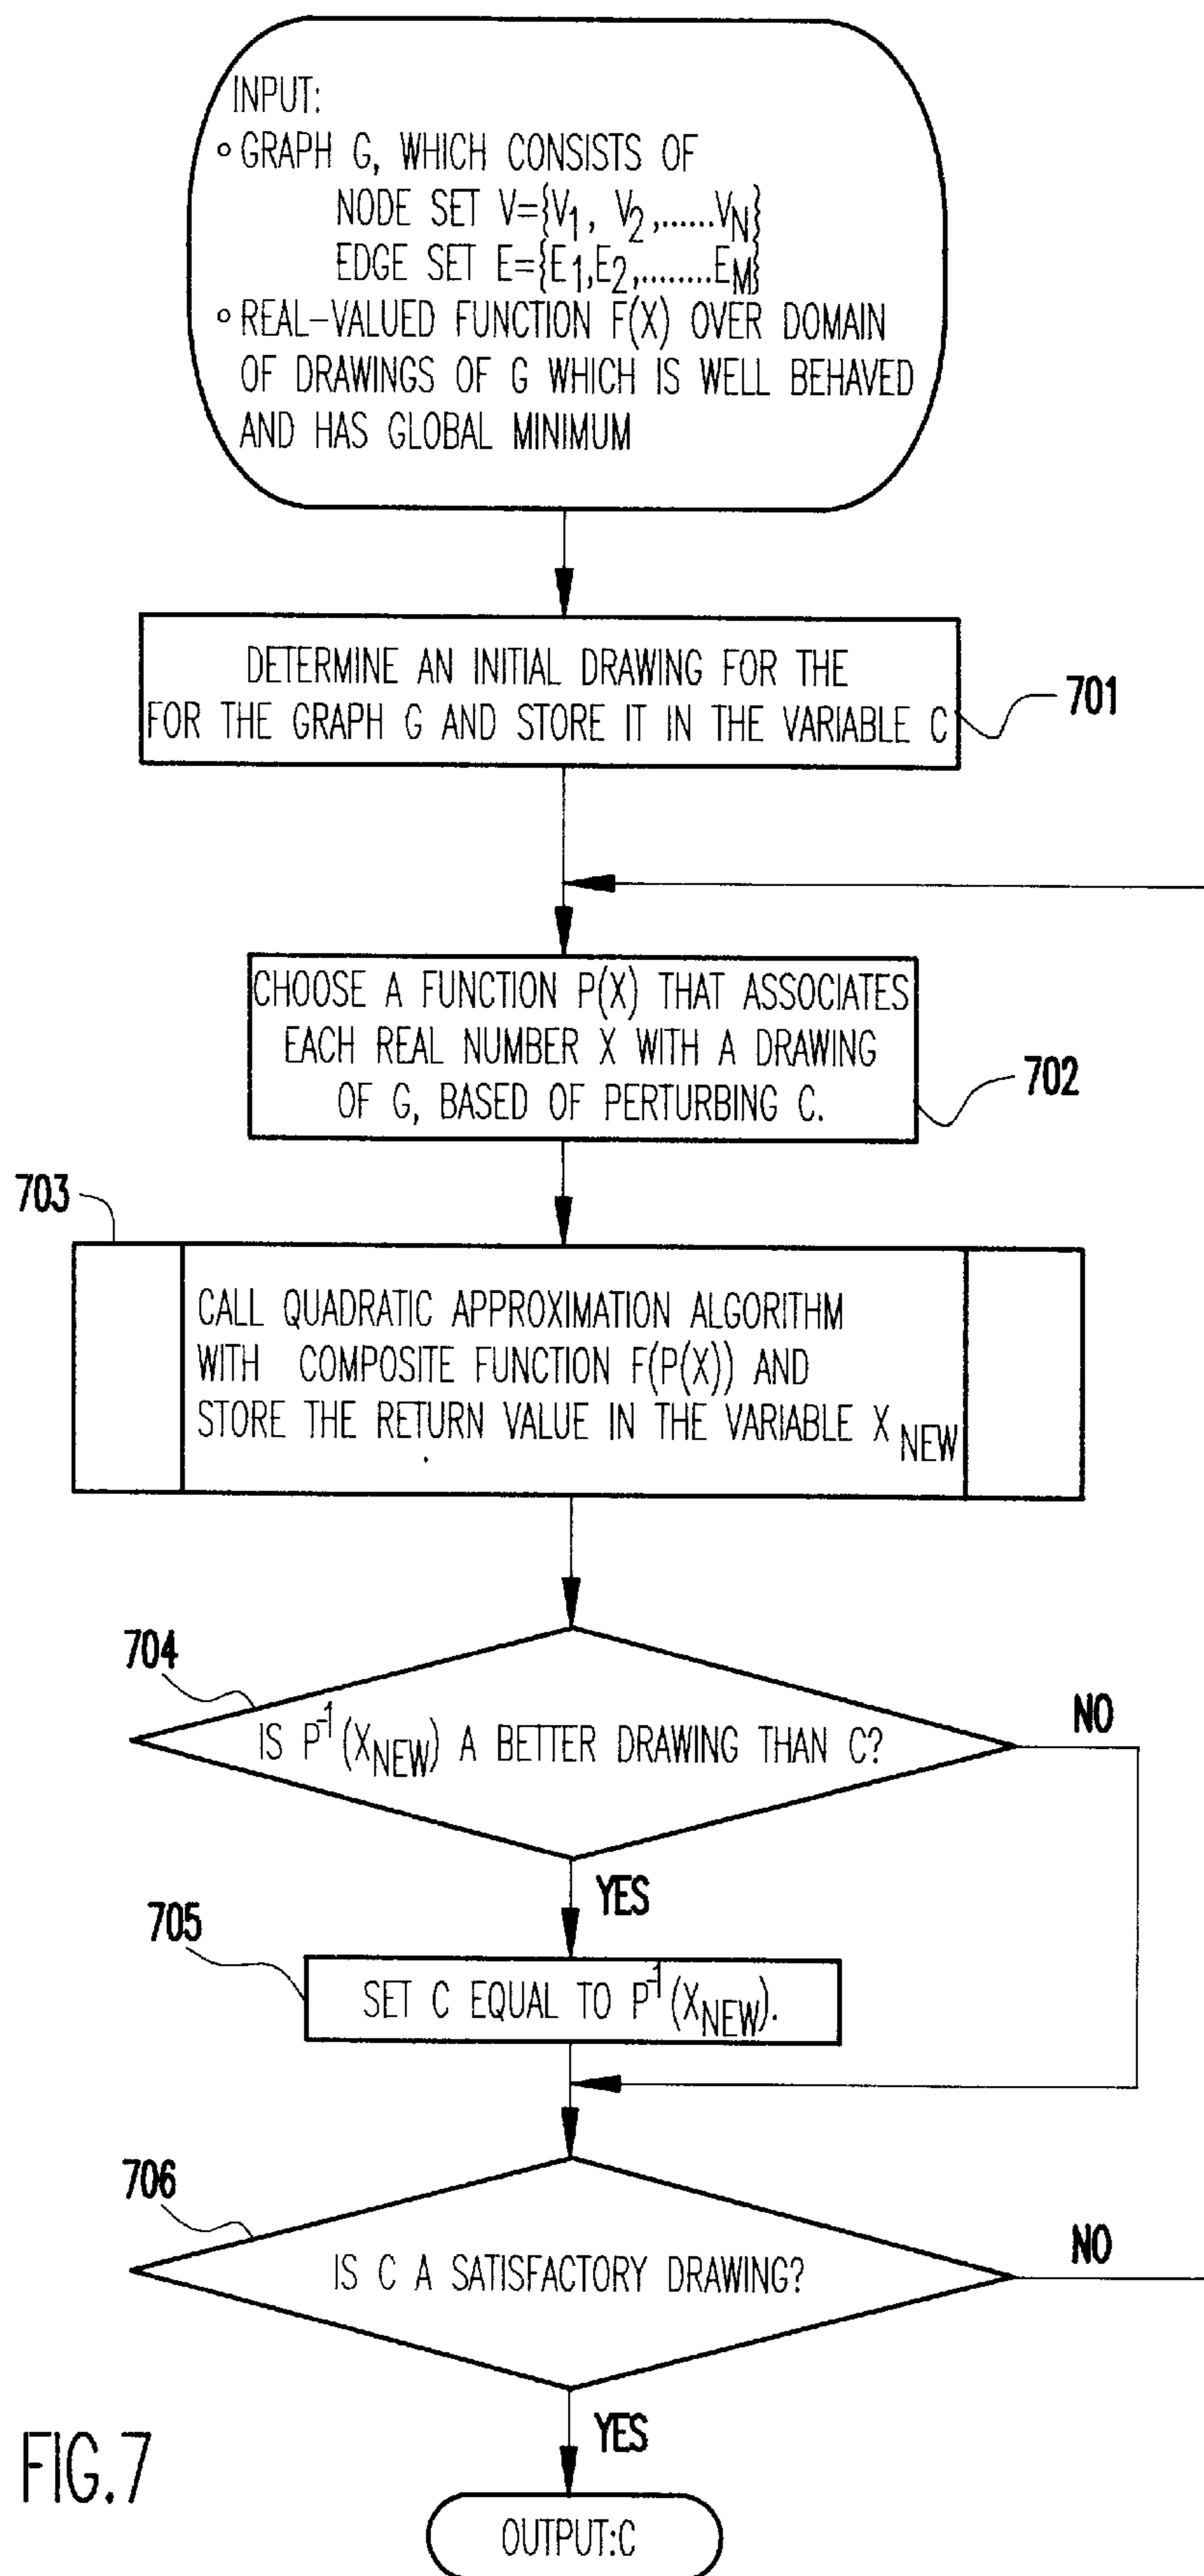 INPUT:
∘ GRAPH G, WHICH CONSISTS OF
NODE SET V={V1, V2,......VN}
EDGE SET E={E1,E2,........EM}
∘ REAL-VALUED FUNCTION F(X) OVER DOMAIN
OF DRAWINGS OF G WHICH IS WELL BEHAVED
AND HAS GLOBAL MINIMUM
DETERMINE AN INITIAL DRAWING FOR THE
FOR THE GRAPH G AND STORE IT IN THE VARIABLE C
701
CHOOSE A FUNCTION P(X) THAT ASSOCIATES
EACH REAL NUMBER X WITH A DRAWING
OF G, BASED OF PERTURBING C.
702
703
CALL QUADRATIC APPROXIMATION ALGORITHM
WITH COMPOSITE FUNCTION F(P(X)) AND
STORE THE RETURN VALUE IN THE VARIABLE XNEW
704
IS P⁻¹(XNEW) A BETTER DRAWING THAN C?
NO
YES
705
SET C EQUAL TO P⁻¹(XNEW).
706
IS C A SATISFACTORY DRAWING?
NO
YES
OUTPUT:C
FIG.7